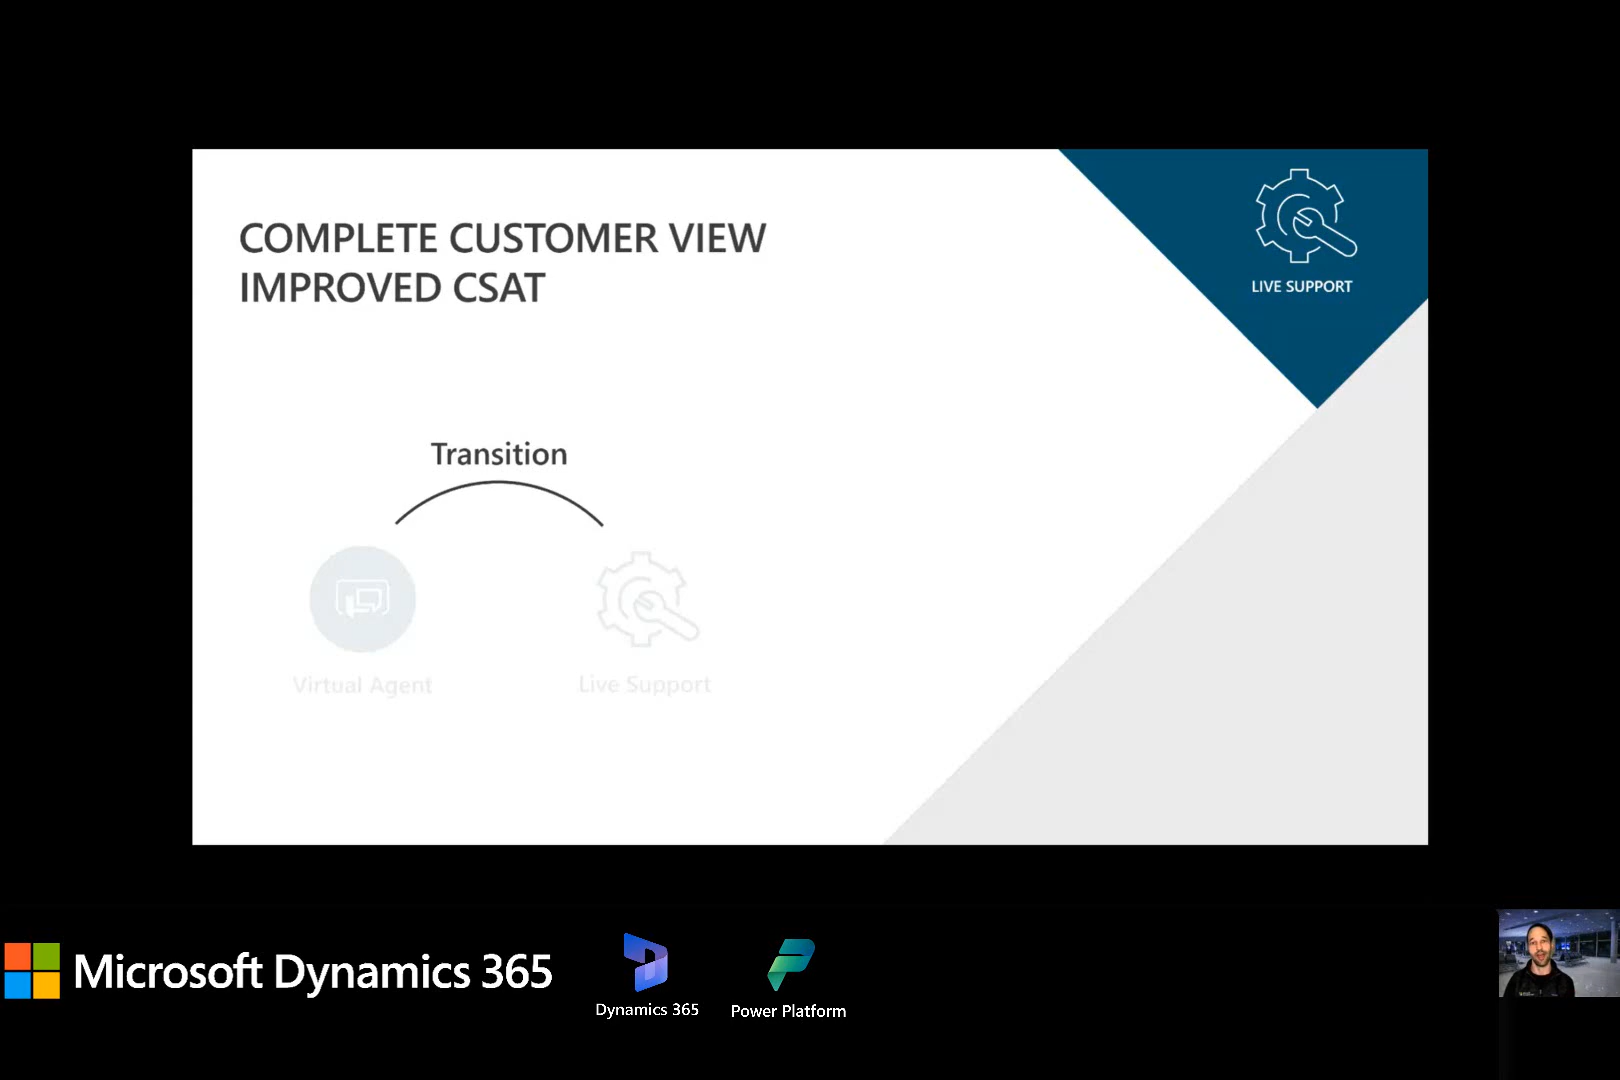 COMPLETE CUSTOMER VIEW
IMPROVED CSAT
LIVE SUPPORT
Transition
Virtual Agent
Live Support
Microsoft Dynamics 365
Dynamics 365
Power Platform